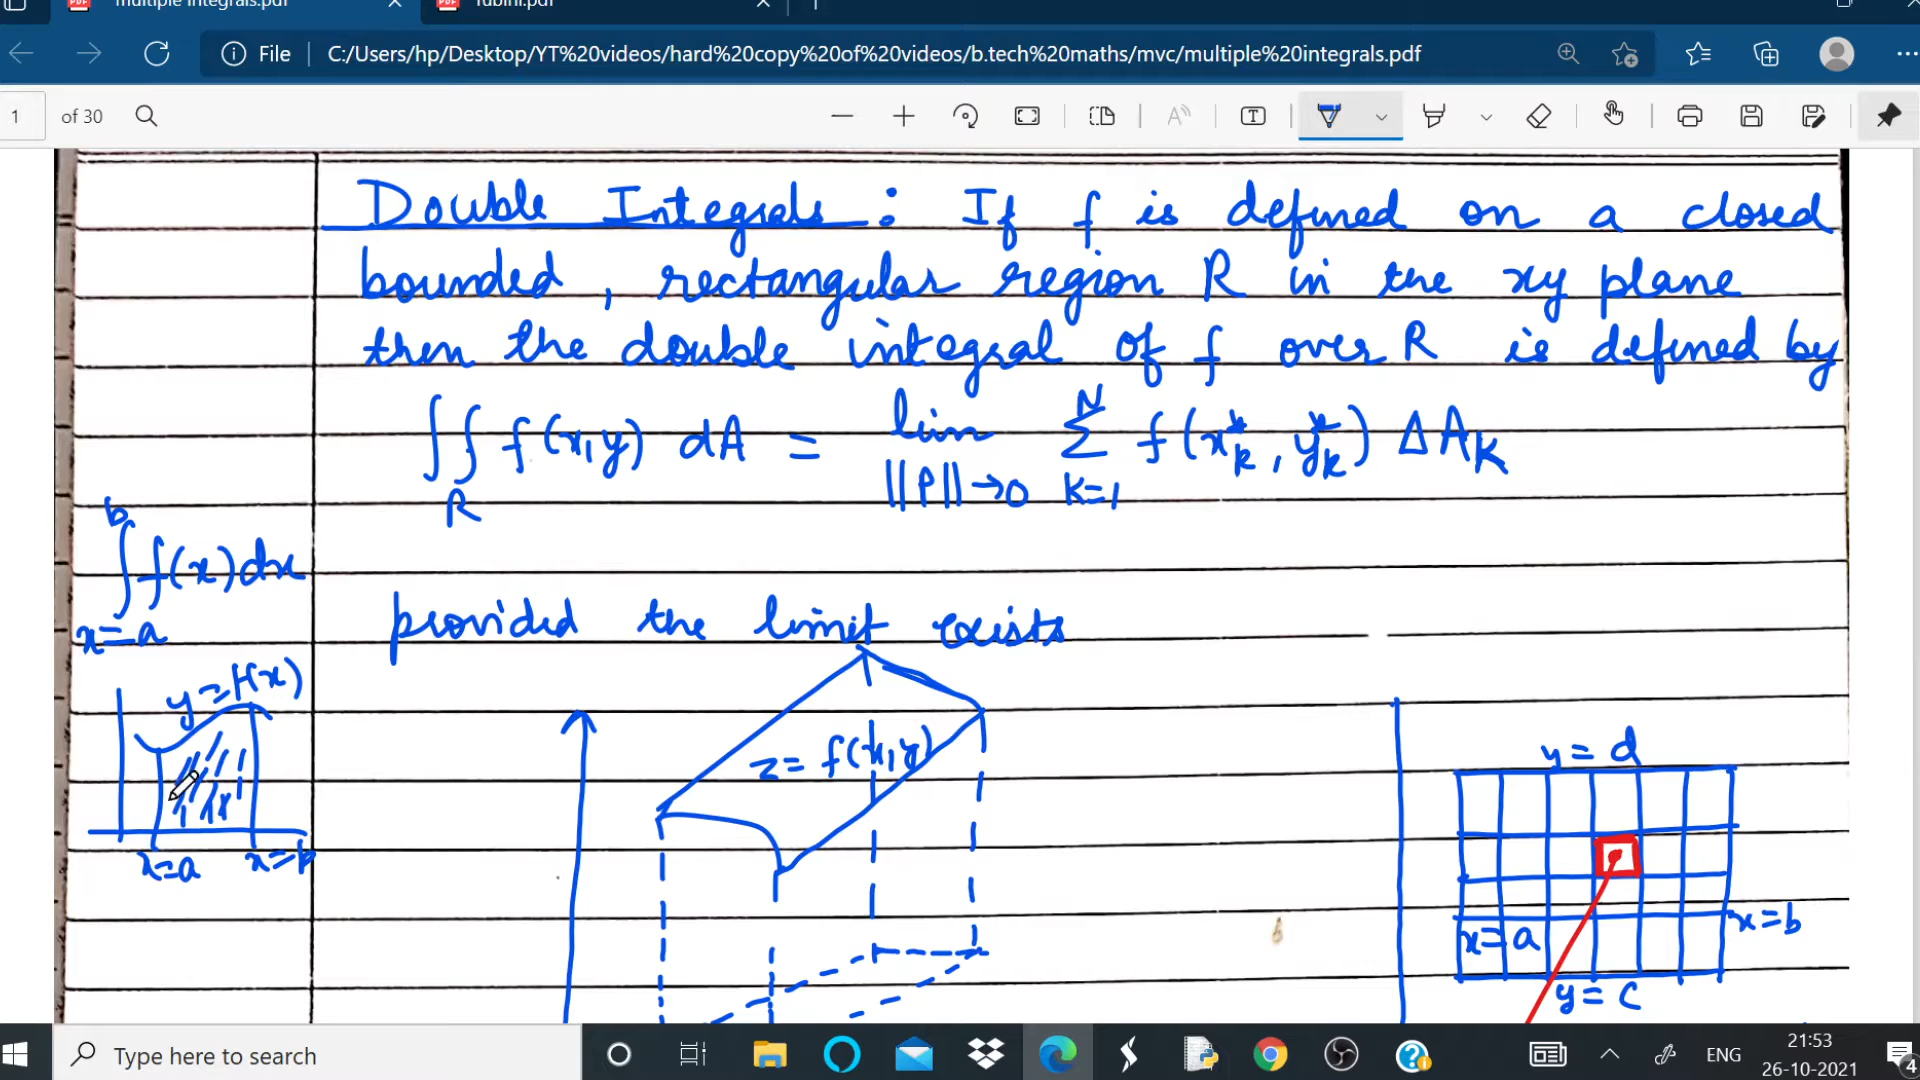 multiple integrals.pdf
fubini.pdf
File
C:/Users/hp/Desktop/YT%20videos/hard%20copy%20of%20videos/b.tech%20maths/mvc/multiple%20integrals.pdf
1 of 30
Double Integrals : If f is defined on a closed
bounded, rectangular region R in the xy plane
then the double integral of f over R is defined by
∫∫ f(x,y) dA = lim Σ f(x*k, y*k) ΔAk
R ||P||→0 K=1 N
b
∫ f(x)dx
x=a
provided the limit exists
y=f(x)
x=a x=b
z= f(x,y)
y= d
x=a x=b
y= c
Type here to search
ENG
21:53
26-10-2021
4